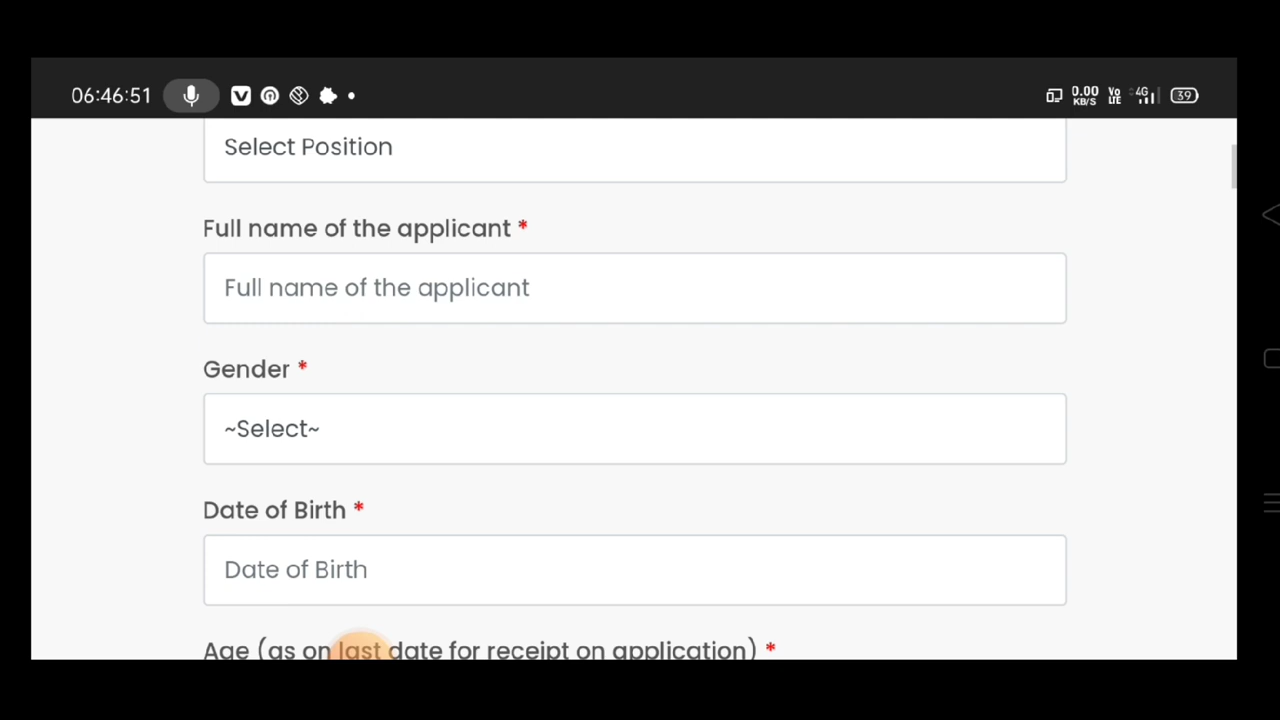 06:46:51 0.00 KB/S Vo LTE 4G 39
Select Position
Full name of the applicant *
Full name of the applicant
Gender *
~Select~
Date of Birth *
Date of Birth
Age (as on last date for receipt on application) *